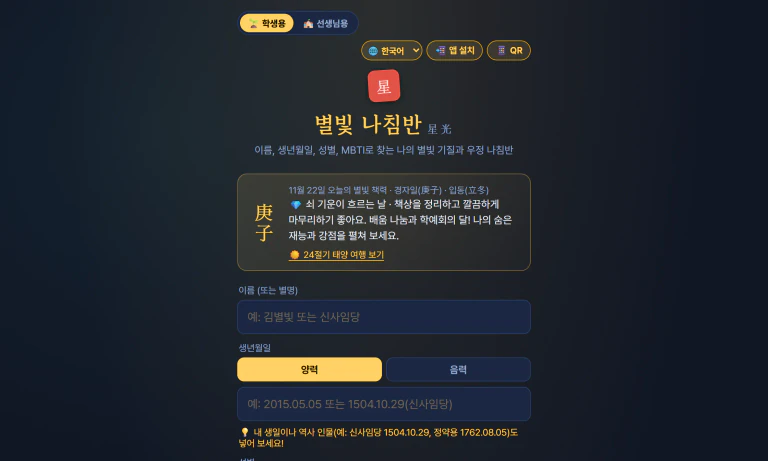 학생용 선생님용
한국어 앱 설치 QR
星
별빛 나침반 星光
이름, 생년월일, 성별, MBTI로 찾는 나의 별빛 기질과 우정 나침반
11월 22일 오늘의 별빛 책력 · 경자일(庚子) · 입동(立冬)
庚子
쇠 기운이 흐르는 날 · 책상을 정리하고 깔끔하게
마무리하기 좋아요. 배움 나눔과 학예회의 달! 나의 숨은
재능과 강점을 펼쳐 보세요.
24절기 태양 여행 보기
이름 (또는 별명)
예: 김별빛 또는 신사임당
생년월일
양력 음력
예: 2015.05.05 또는 1504.10.29(신사임당)
내 생일이나 역사 인물(예: 신사임당 1504.10.29, 정약용 1762.08.05)도
넣어 보세요!